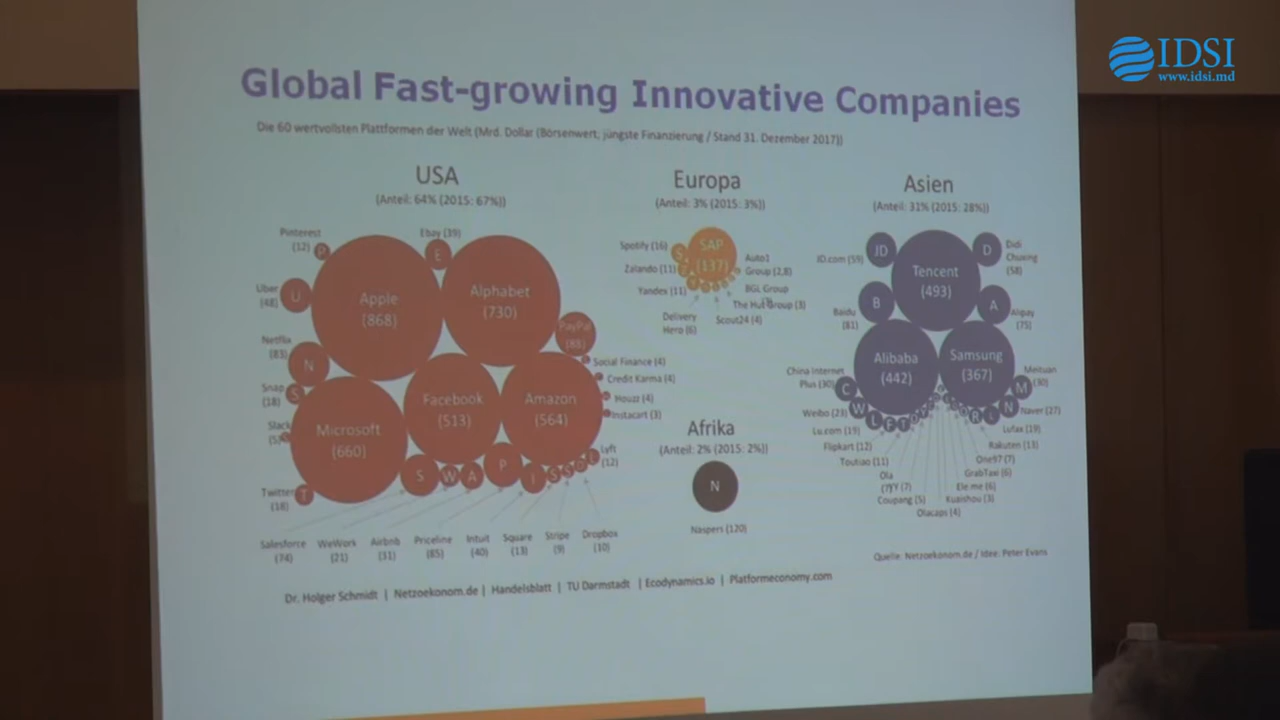 IDSI
www.idsi.md
Global Fast-growing Innovative Companies
Die 60 wertvollsten Plattformen der Welt (Mrd. Dollar (Börsenwert; jüngste Finanzierung / Stand 31. Dezember 2017))
USA
(Anteil: 64% (2015: 67%))
Pinterest
(12)
P
Ebay (39)
E
Uber
(48)
U
Apple
(868)
Alphabet
(730)
PayPal
(88)
Netflix
(83)
N
Snap
(18)
S
Slack
Microsoft
(660)
Facebook
(513)
Amazon
(564)
Social Finance (4)
Credit Karma (4)
Houzz (4)
Instacart (3)
Lyft
(12)
Twitter
(18)
T
S
W
A
P
I
S
S
D
L
Salesforce
(74)
WeWork
(21)
Airbnb
(31)
Priceline
(85)
Intuit
(40)
Square
(13)
Stripe
(9)
Dropbox
(10)
Europa
(Anteil: 3% (2015: 3%))
Spotify (16)
S
SAP
(137)
Zalando (11)
Z
Yandex (11)
Auto1
Group (2,8)
BGL Group
The Hut Group (3)
Delivery
Hero (6)
Scout24 (4)
Afrika
(Anteil: 2% (2015: 2%))
N
Naspers (120)
Asien
(Anteil: 31% (2015: 28%))
JD.com (59)
JD
Tencent
(493)
D
Didi
Chuxing
(58)
Baidu
(81)
B
A
Alipay
(75)
Alibaba
(442)
Samsung
(367)
China Internet
Plus (30)
C
Meituan
(30)
M
Weibo (23)
W
L
F
T
R
L
N
Naver (27)
Lu.com (19)
Lufax (19)
Flipkart (12)
Rakuten (13)
Toutiao (11)
One97 (7)
Ola
YY (7)
GrabTaxi (6)
Ele.me (6)
Coupang (5)
Kuaishou (3)
Olacaps (4)
Quelle: Netzoekonom.de / Idee: Peter Evans
Dr. Holger Schmidt | Netzoekonom.de | Handelsblatt | TU Darmstadt | Ecodynamics.io | Platformeconomy.com